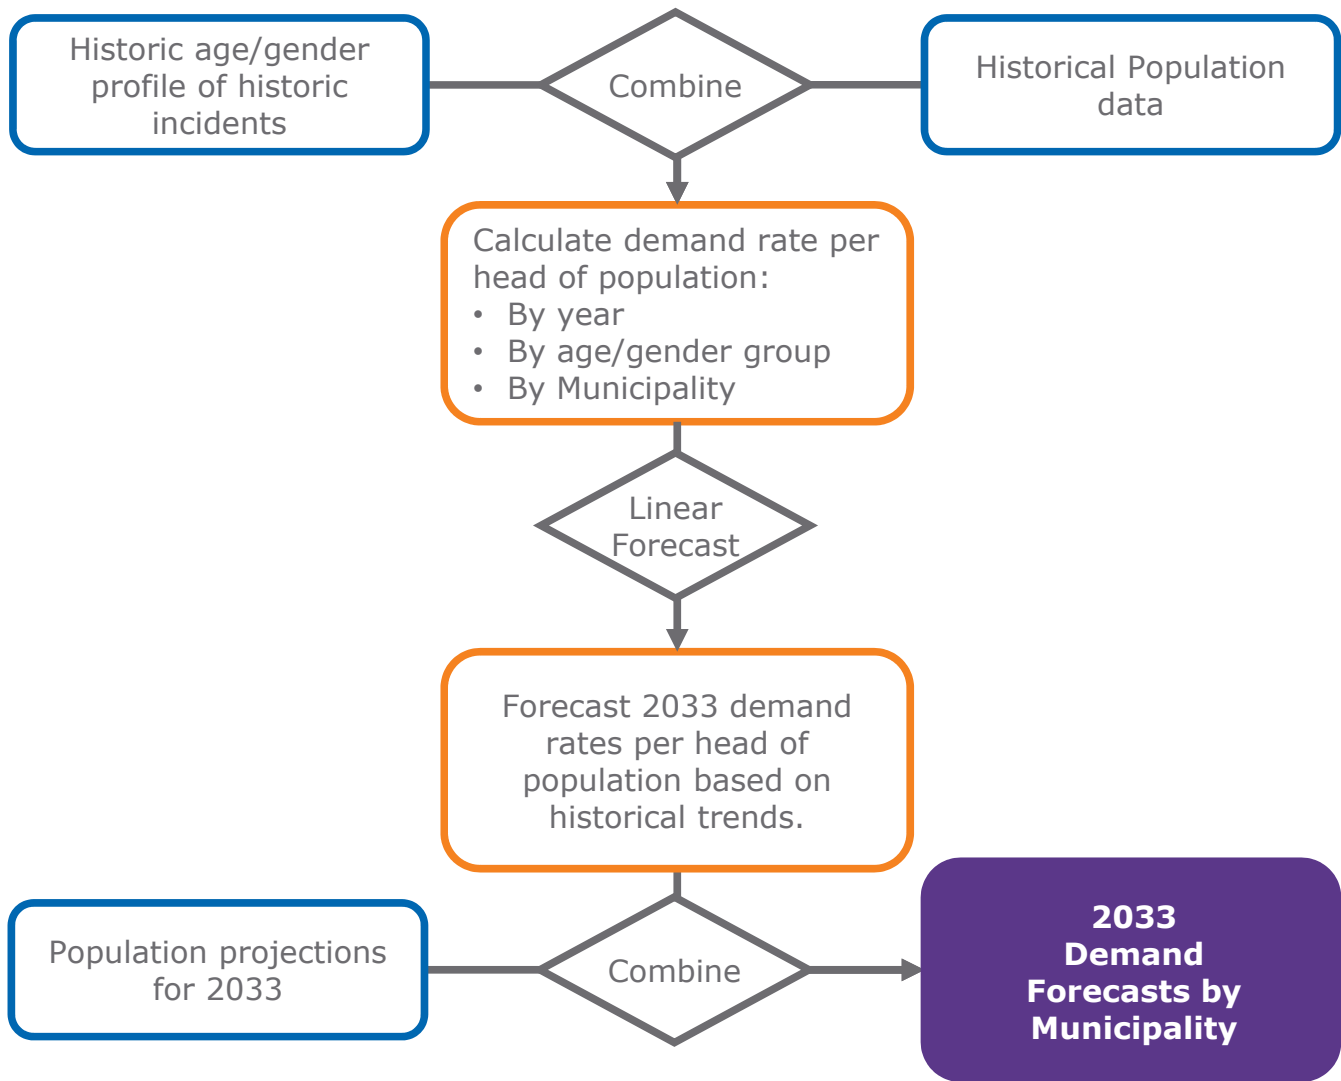 Historic age/gender
profile of historic
incidents
Combine
Historical Population
data
Calculate demand rate per
head of population:
• By year
• By age/gender group
• By Municipality
Linear
Forecast
Forecast 2033 demand
rates per head of
population based on
historical trends.
Population projections
for 2033
Combine
2033
Demand
Forecasts by
Municipality